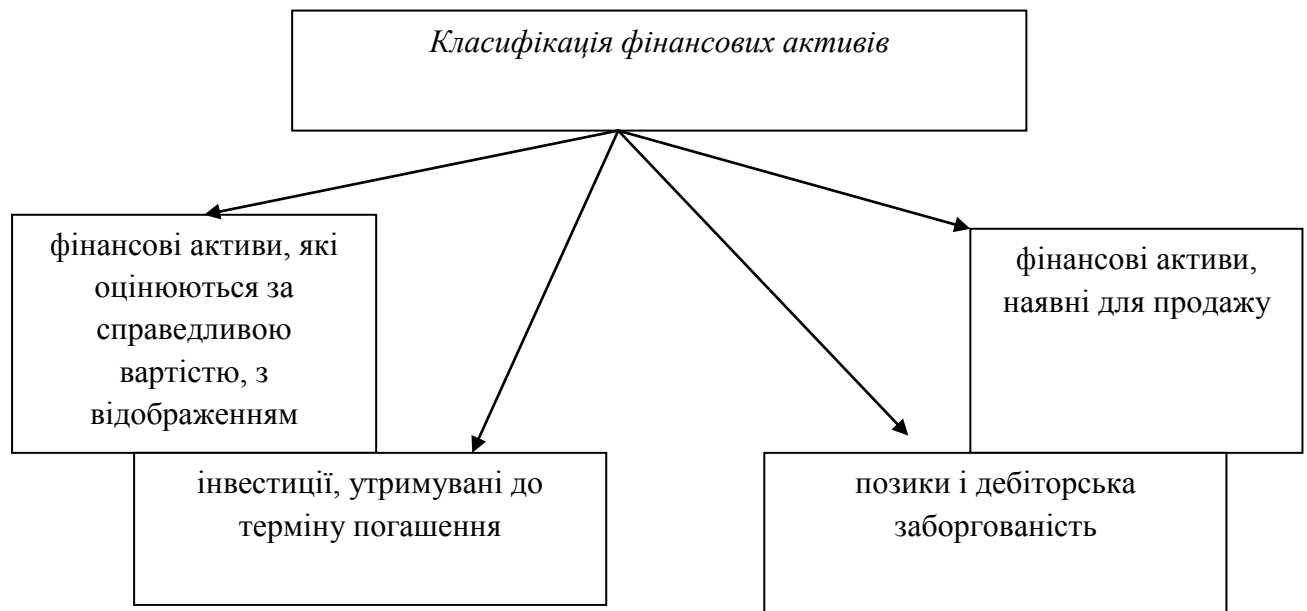 Класифікація фінансових активів
фінансові активи, які
оцінюються за
справедливою
вартістю, з
відображенням
інвестиції, утримувані до
терміну погашення
позики і дебіторська
заборгованість
фінансові активи,
наявні для продажу